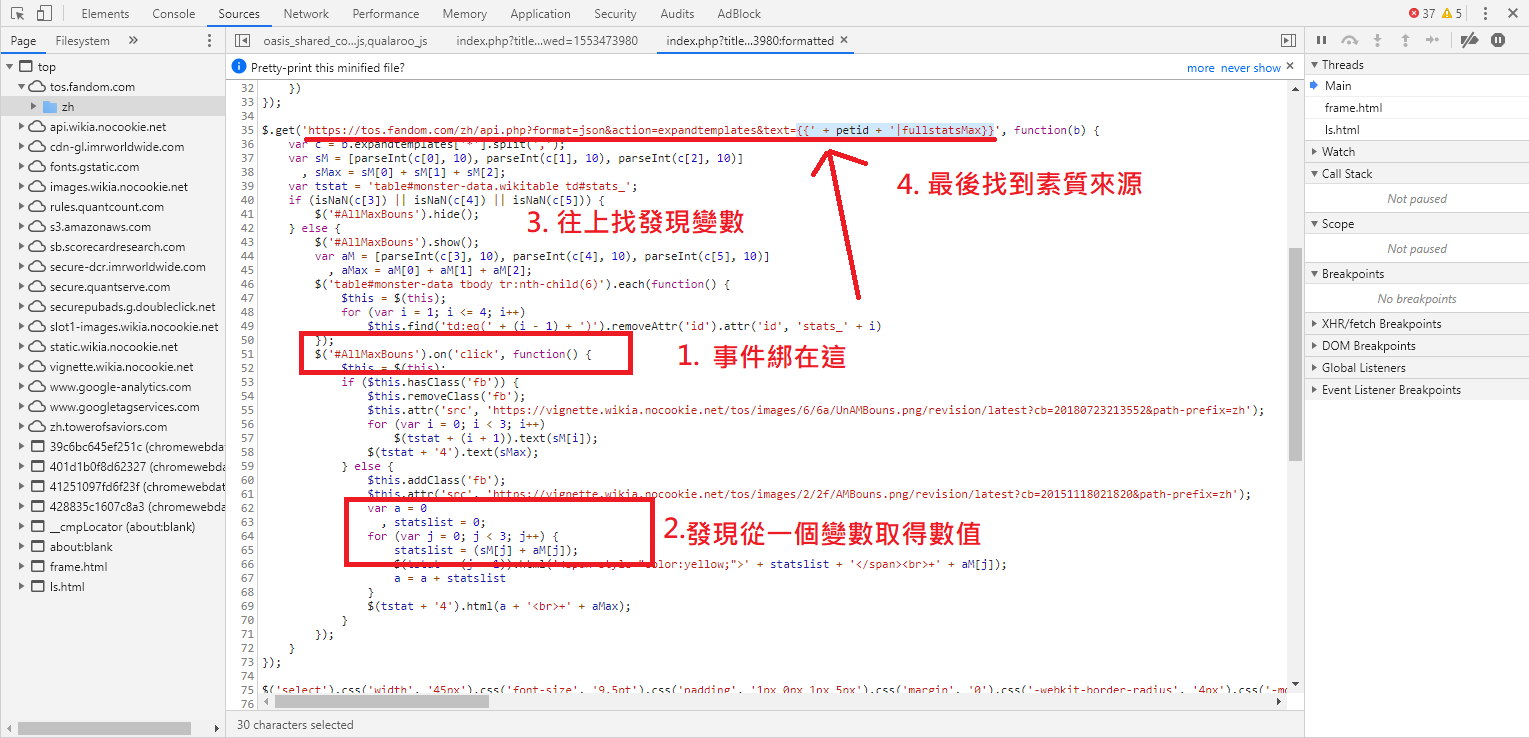 Elements Console Sources Network Performance Memory Application Security Audits AdBlock 37 5
Page Filesystem
oasis_shared_co...js,qualaroo_js index.php?title...wed=1553473980 index.php?title...3980:formatted
Pretty-print this minified file? more never show
top
tos.fandom.com
zh
api.wikia.nocookie.net
cdn-gl.imrworldwide.com
fonts.gstatic.com
images.wikia.nocookie.net
rules.quantcount.com
s3.amazonaws.com
sb.scorecardresearch.com
secure-dcr.imrworldwide.com
secure.quantserve.com
securepubads.g.doubleclick.net
slot1-images.wikia.nocookie.net
static.wikia.nocookie.net
vignette.wikia.nocookie.net
www.google-analytics.com
www.googletagservices.com
zh.towerofsaviors.com
39c6bc645ef251c (chromewebdat
401d1b0f8d62327 (chromewebdat
41251097fd6f23f (chromewebdat
428835c1607c8a3 (chromewebdat
__cmpLocator (about:blank)
about:blank
frame.html
ls.html
32 })
33 });
34
35 $.get('https://tos.fandom.com/zh/api.php?format=json&action=expandtemplates&text={{' + petid + '|fullstatsMax}}', function(b) {
36 var c = b.expandtemplates['*'].split(',');
37 var sM = [parseInt(c[0], 10), parseInt(c[1], 10), parseInt(c[2], 10)]
38 , sMax = sM[0] + sM[1] + sM[2];
39 var tstat = 'table#monster-data.wikitable td#stats_';
40 if (isNaN(c[3]) || isNaN(c[4]) || isNaN(c[5])) {
41 $('#AllMaxBouns').hide();
42 } else {
43 $('#AllMaxBouns').show();
44 var aM = [parseInt(c[3], 10), parseInt(c[4], 10), parseInt(c[5], 10)]
45 , aMax = aM[0] + aM[1] + aM[2];
46 $('table#monster-data tbody tr:nth-child(6)').each(function() {
47 $this = $(this);
48 for (var i = 1; i <= 4; i++)
49 $this.find('td:eq(' + (i - 1) + ')').removeAttr('id').attr('id', 'stats_' + i)
50 });
51 $('#AllMaxBouns').on('click', function() {
52 $this = $(this);
53 if ($this.hasClass('fb')) {
54 $this.removeClass('fb');
55 $this.attr('src', 'https://vignette.wikia.nocookie.net/tos/images/6/6a/UnAMBouns.png/revision/latest?cb=20180723213552&path-prefix=zh');
56 for (var i = 0; i < 3; i++)
57 $(tstat + (i + 1)).text(sM[i]);
58 $(tstat + '4').text(sMax);
59 } else {
60 $this.addClass('fb');
61 $this.attr('src', 'https://vignette.wikia.nocookie.net/tos/images/2/2f/AMBouns.png/revision/latest?cb=20151118021820&path-prefix=zh');
62 var a = 0
63 , statslist = 0;
64 for (var j = 0; j < 3; j++) {
65 statslist = (sM[j] + aM[j]);
66 $(tstat + (j + 1)).html('<span style="color:yellow;">' + statslist + '</span><br>+' + aM[j]);
67 a = a + statslist
68 }
69 $(tstat + '4').html(a + '<br>+' + aMax);
70 }
71 });
72 }
73 });
74
75 $('select').css('width', '45px').css('font-size', '9.5pt').css('padding', '1px 0px 1px 5px').css('margin', '0').css('-webkit-border-radius', '4px').css('-mo
76
4. 最後找到素質來源
3. 往上找發現變數
1. 事件綁在這
2.發現從一個變數取得數值
30 characters selected
Threads
Main
frame.html
ls.html
Watch
Call Stack
Not paused
Scope
Not paused
Breakpoints
No breakpoints
XHR/fetch Breakpoints
DOM Breakpoints
Global Listeners
Event Listener Breakpoints